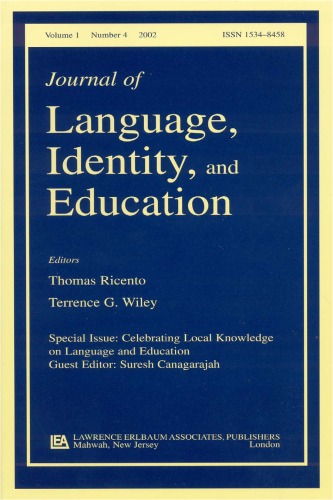 Volume 1 Number 4 2002 ISSN 1534–8458
Journal of
Language,
Identity, and
Education
Editors
Thomas Ricento
Terrence G. Wiley
Special Issue: Celebrating Local Knowledge
on Language and Education
Guest Editor: Suresh Canagarajah
LEA LAWRENCE ERLBAUM ASSOCIATES, PUBLISHERS
Mahwah, New Jersey London